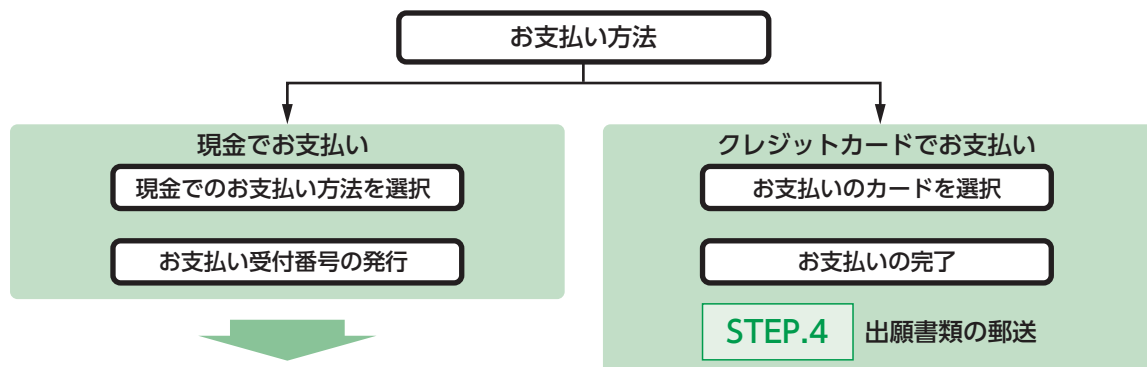 お支払い方法
現金でお支払い
現金でのお支払い方法を選択
お支払い受付番号の発行
クレジットカードでお支払い
お支払いのカードを選択
お支払いの完了
STEP.4 出願書類の郵送